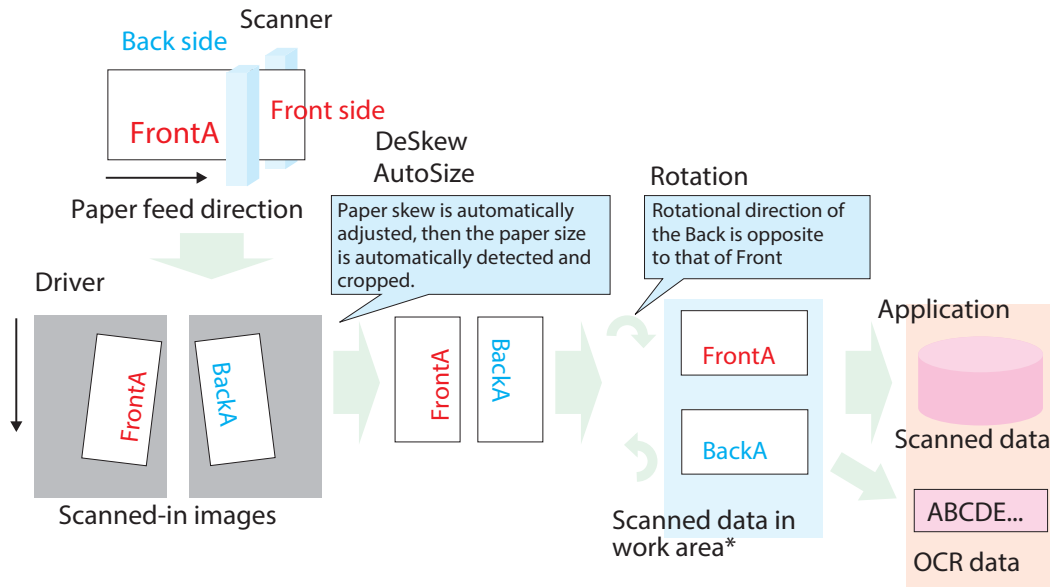 Scanner
Back side
Front side
FrontA
Paper feed direction
DeSkew
AutoSize
Paper skew is automatically
adjusted, then the paper size
is automatically detected and
cropped.
Rotation
Rotational direction of
the Back is opposite
to that of Front
Driver
FrontA
BackA
Scanned-in images
FrontA
BackA
FrontA
BackA
Scanned data in
work area*
Application
Scanned data
ABCDE...
OCR data